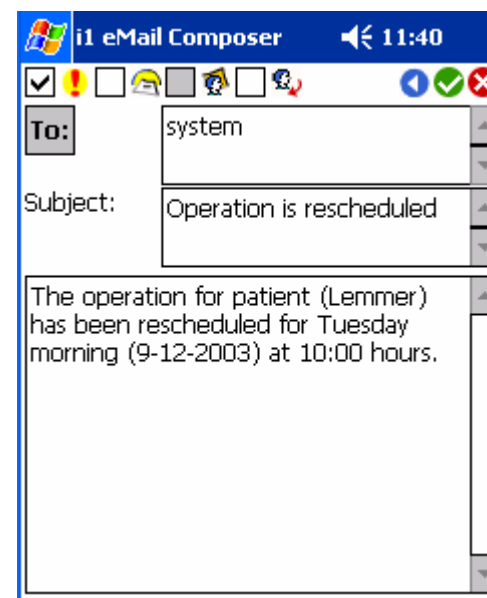 i1 eMail Composer 11:40
To: system
Subject: Operation is rescheduled
The operation for patient (Lemmer)
has been rescheduled for Tuesday
morning (9-12-2003) at 10:00 hours.